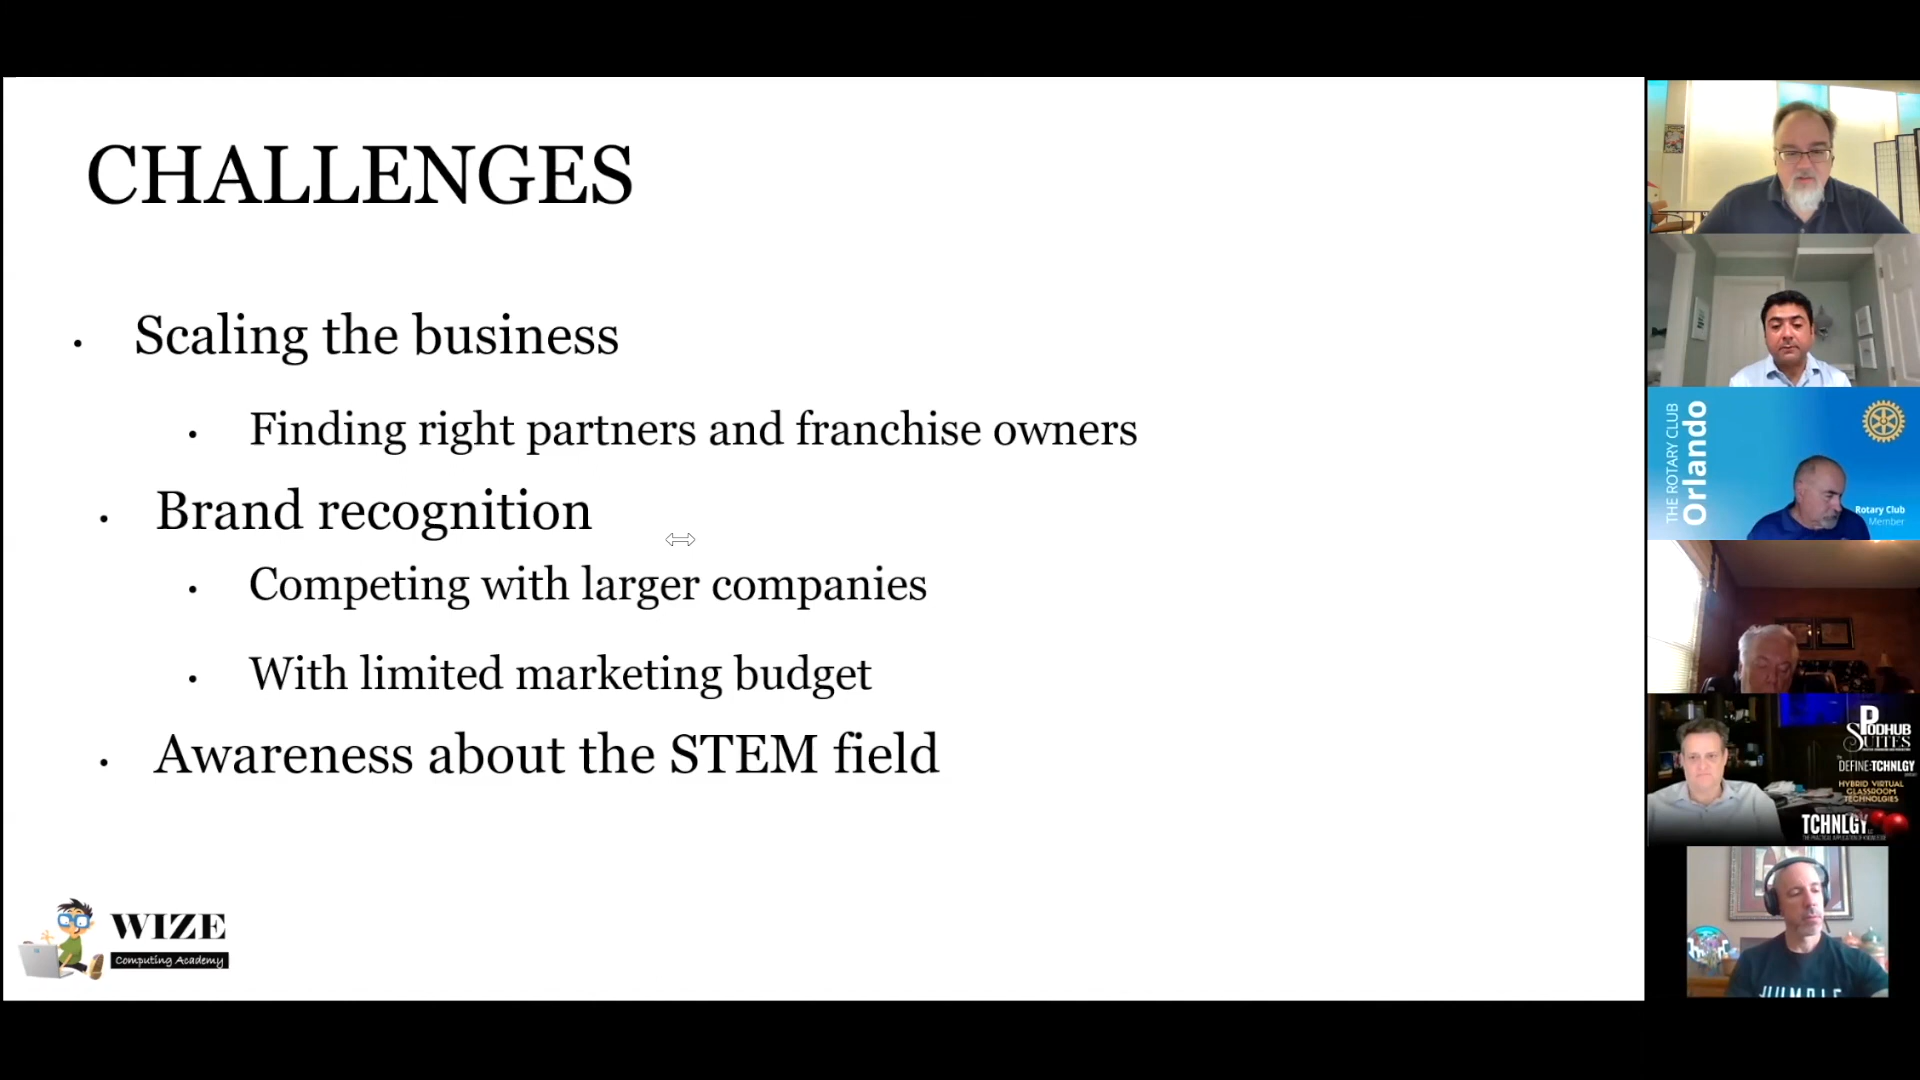 CHALLENGES
• Scaling the business
• Finding right partners and franchise owners
• Brand recognition
• Competing with larger companies
• With limited marketing budget
• Awareness about the STEM field
WIZE
Computing Academy
THE ROTARY CLUB
Orlando
Rotary Club
Member
PODHUB
SUITES
DEFINE:TCHNLGY
HYBRID VIRTUAL
CLASSROOM
TECHNOLGIES
TCHNLGY